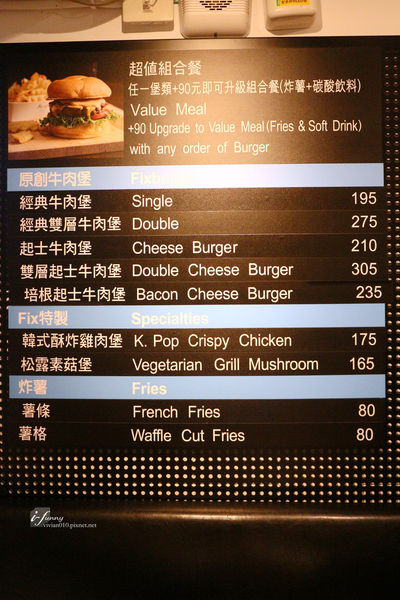 超值組合餐
任一堡類+90元即可升級組合餐(炸薯+碳酸飲料)
Value Meal
+90 Upgrade to Value Meal (Fries & Soft Drink)
with any order of Burger
原創牛肉堡
經典牛肉堡 Single 195
經典雙層牛肉堡 Double 275
起士牛肉堡 Cheese Burger 210
雙層起士牛肉堡 Double Cheese Burger 305
培根起士牛肉堡 Bacon Cheese Burger 235
Fix特製 Specialties
韓式酥炸雞肉堡 K. Pop Crispy Chicken 175
松露素菇堡 Vegetarian Grill Mushroom 165
炸薯 Fries
薯條 French Fries 80
薯格 Waffle Cut Fries 80
i-funny
vivian010.pixnet.net